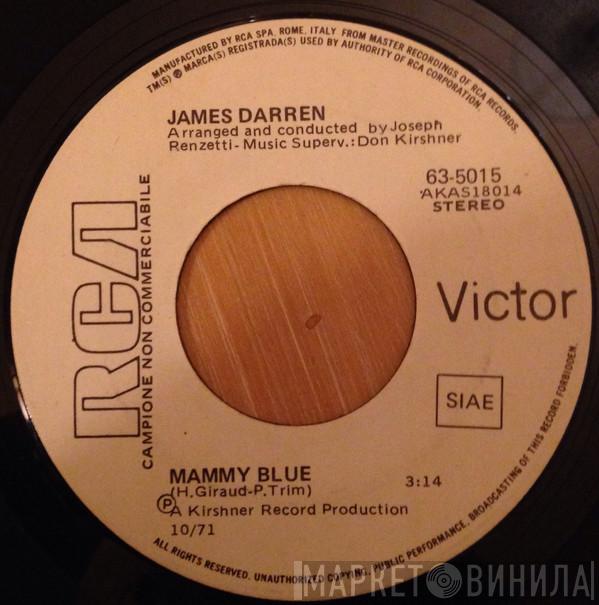 MANUFACTURED BY RCA SPA, ROME, ITALY FROM MASTER RECORDINGS OF RCA RECORDS.
TM(S) ® MARCA(S) REGISTRADA(S) USED BY AUTHORITY OF RCA CORPORATION.
JAMES DARREN
Arranged and conducted by Joseph
Renzetti-Music Superv.: Don Kirshner
63-5015
AKAS18014
STEREO
RCA
CAMPIONE NON COMMERCIABILE
Victor
SIAE
MAMMY BLUE
(H.Giraud-P.Trim)
3:14
Ⓟ A Kirshner Record Production
10/71
ALL RIGHTS RESERVED. UNAUTHORIZED COPYING, PUBLIC PERFORMANCE, BROADCASTING OF THIS RECORD FORBIDDEN.
МАРКЕТ ВИНИЛА